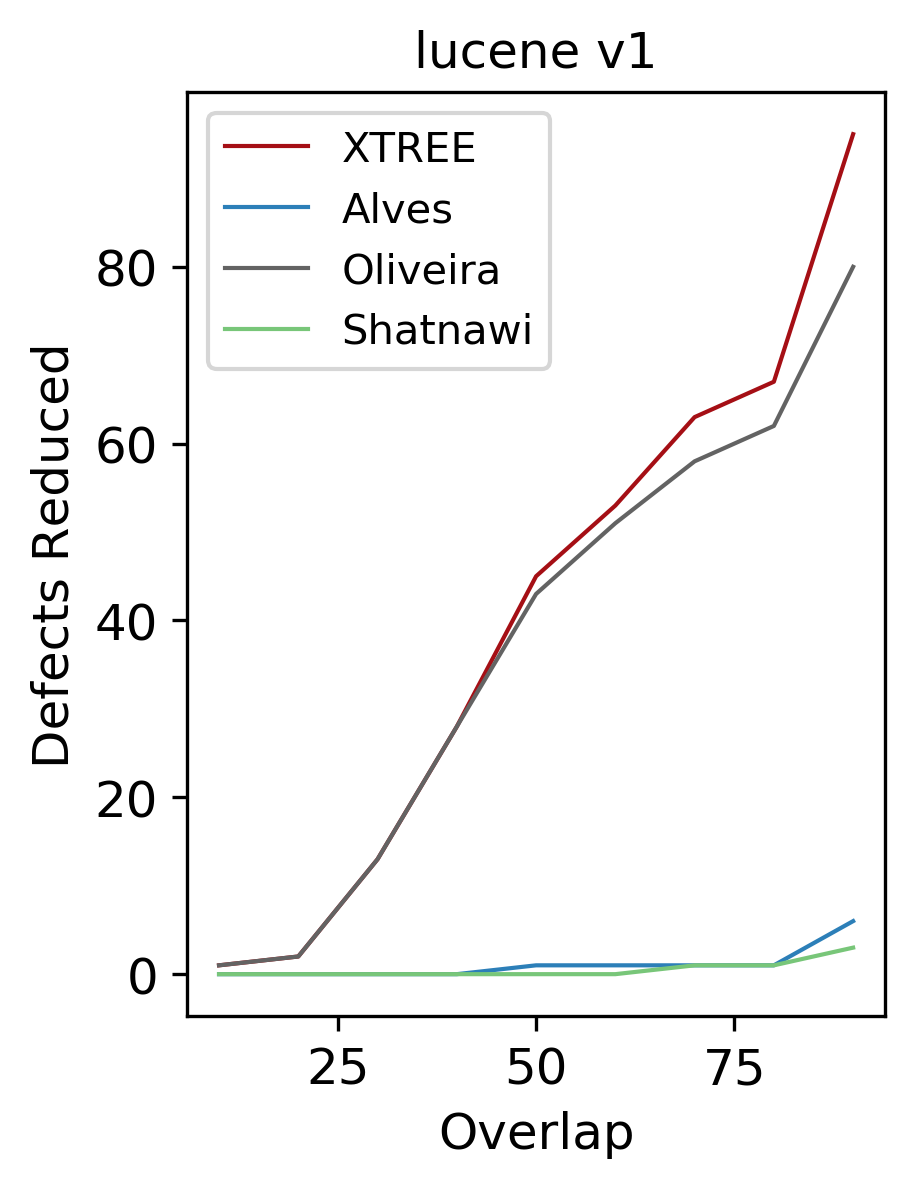 lucene v1
XTREE
Alves
Oliveira
Shatnawi
Defects Reduced
80
60
40
20
0
25 50 75
Overlap